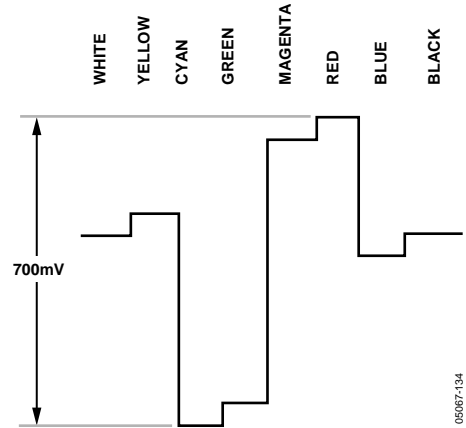 WHITE
YELLOW
CYAN
GREEN
MAGENTA
RED
BLUE
BLACK
700mV
05067-134